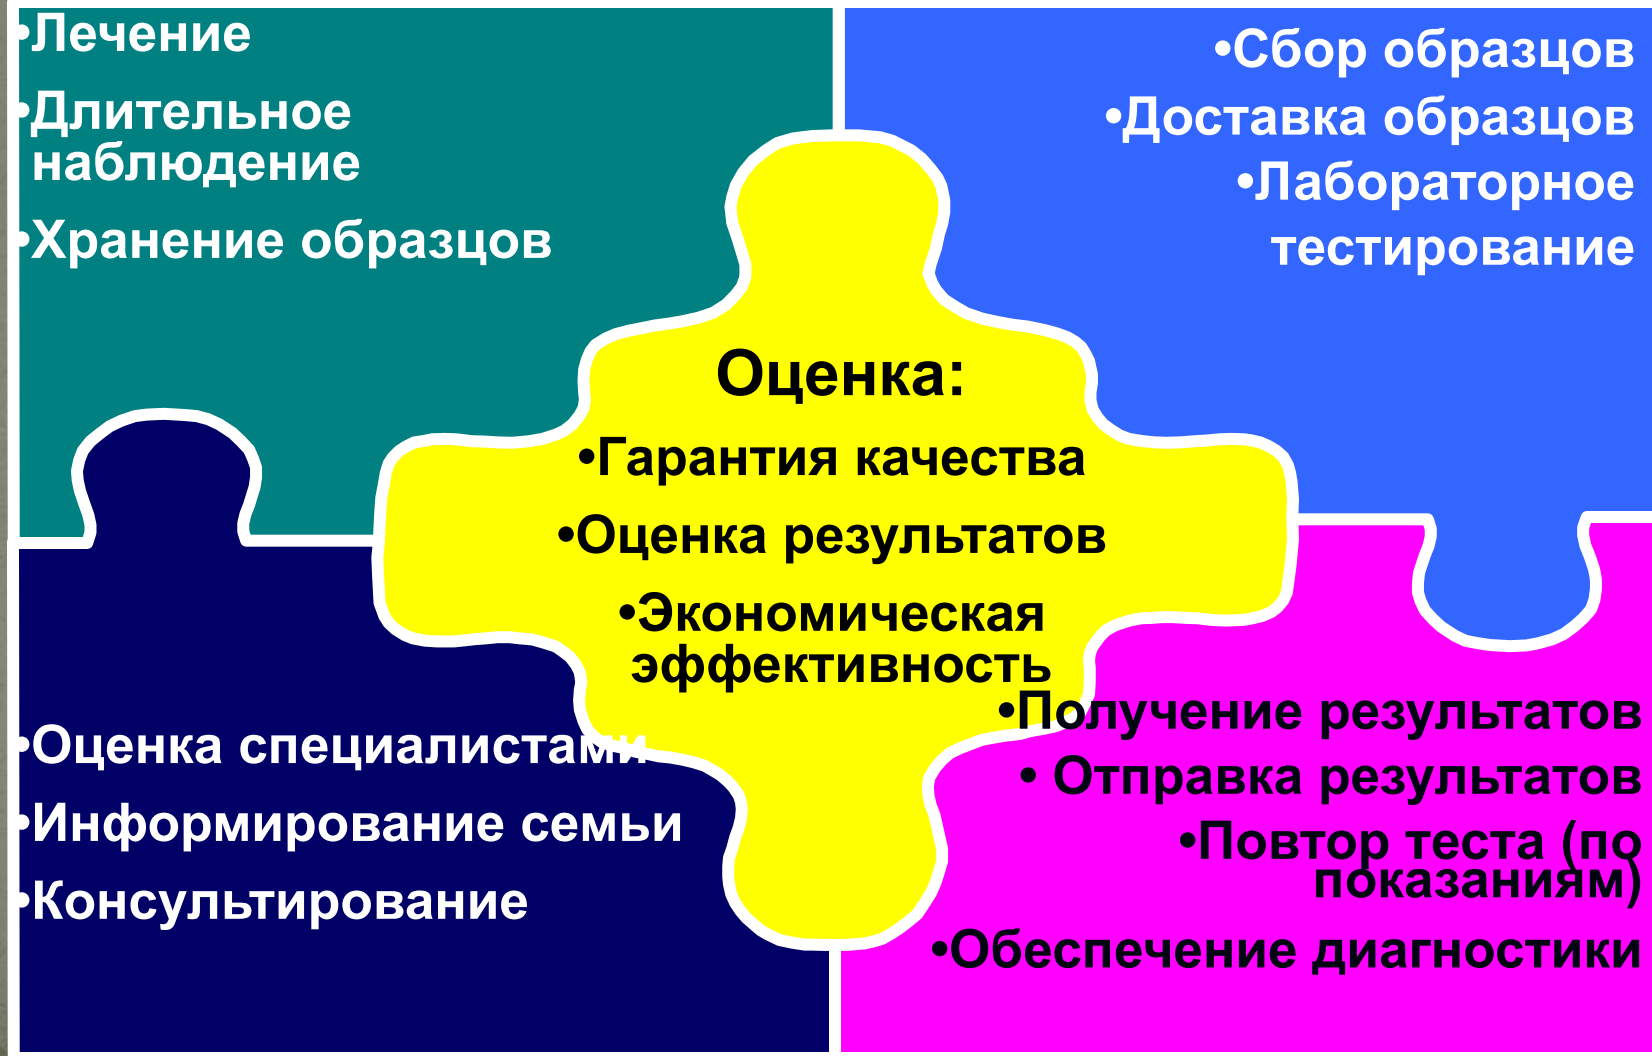 •Лечение
•Длительное
наблюдение
•Хранение образцов
•Сбор образцов
•Доставка образцов
•Лабораторное
тестирование
Оценка:
•Гарантия качества
•Оценка результатов
•Экономическая
эффективность
•Оценка специалистами
•Информирование семьи
•Консультирование
•Получение результатов
• Отправка результатов
•Повтор теста (по
показаниям)
•Обеспечение диагностики